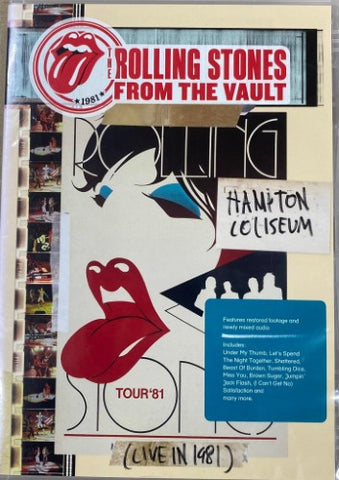 THE
ROLLING STONES
FROM THE VAULT
1981
ROLLING
HAMPTON
COLISEUM
Features restored footage and
newly mixed audio
Includes:
Under My Thumb, Let's Spend
The Night Together, Shattered,
Beast Of Burden, Tumbling Dice,
Miss You, Brown Sugar, Jumpin'
Jack Flash, (I Can't Get No)
Satisfaction and
many more.
TOUR'81
STONES
(LIVE IN 1981)